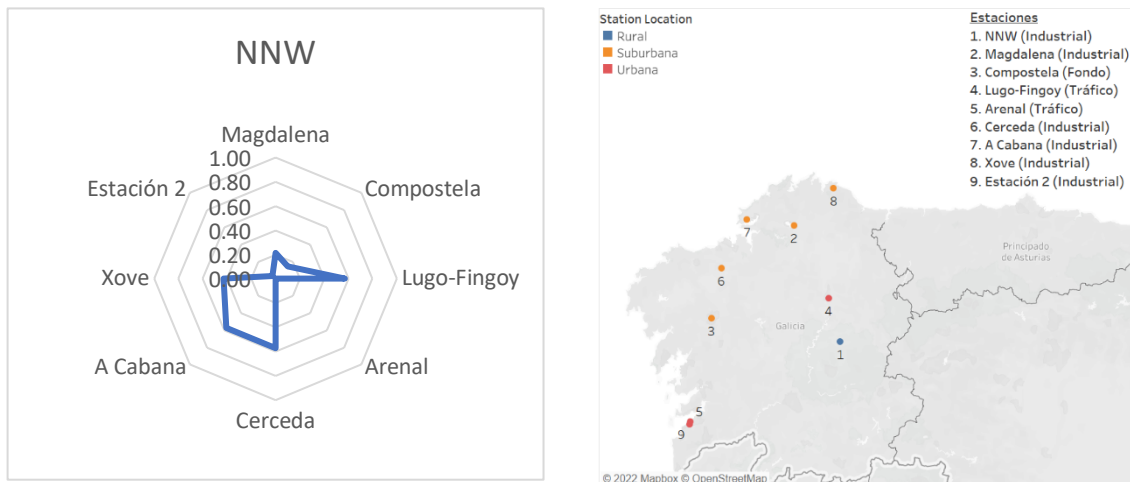 NNW
Magdalena
1.00
0.80
0.60
0.40
0.20
0.00
Compostela
Lugo-Fingoy
Arenal
Cerceda
A Cabana
Xove
Estación 2
Station Location
Rural
Suburbana
Urbana
Estaciones
1. NNW (Industrial)
2. Magdalena (Industrial)
3. Compostela (Fondo)
4. Lugo-Fingoy (Tráfico)
5. Arenal (Tráfico)
6. Cerceda (Industrial)
7. A Cabana (Industrial)
8. Xove (Industrial)
9. Estación 2 (Industrial)
8
7
2
6
4
3
1
5
9
Galicia
Principado
de Asturias
© 2022 Mapbox © OpenStreetMap